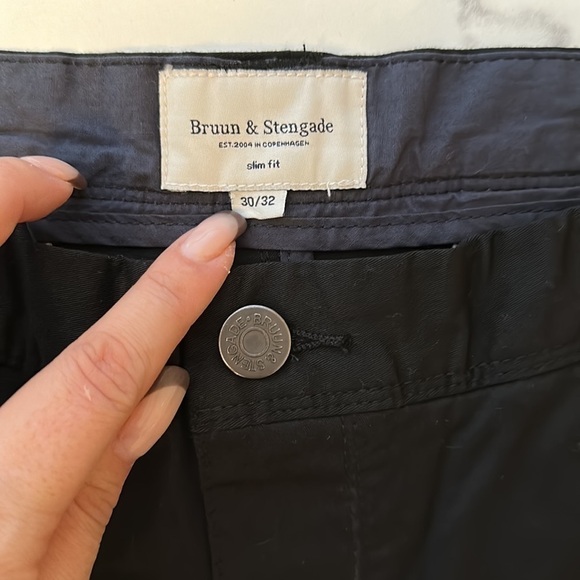 Bruun & Stengade
EST.2004 IN COPENHAGEN
slim fit
30/32
BRUUN & STENGADE